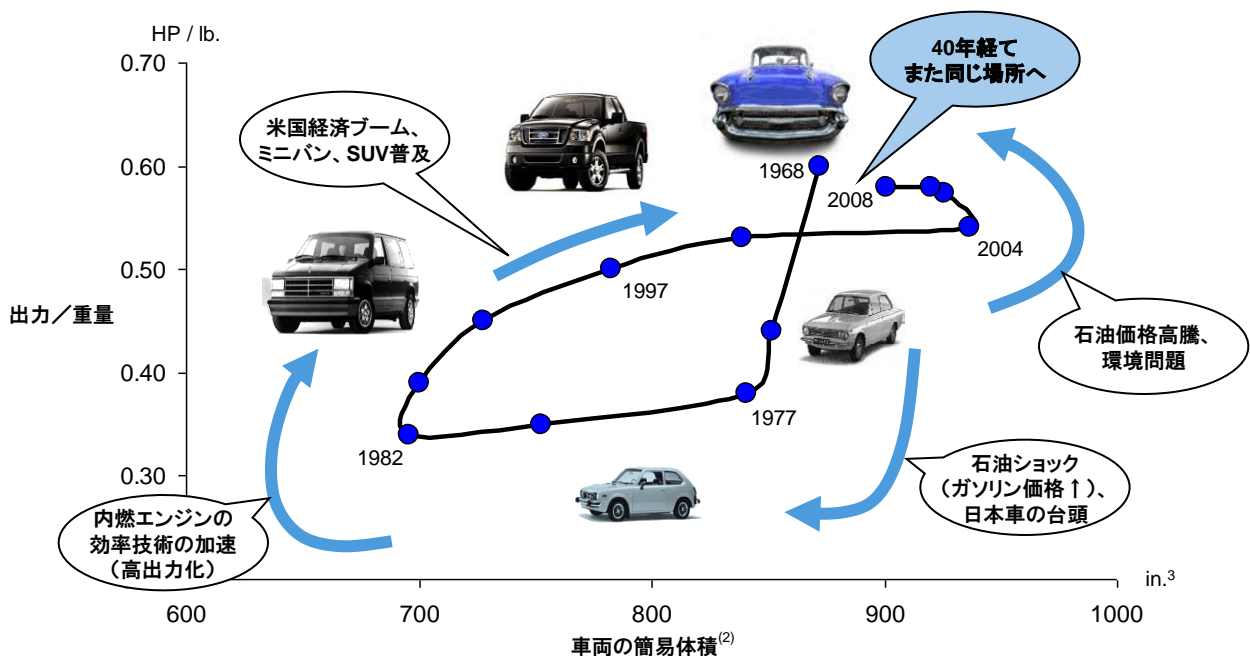 HP / lb.
0.70
0.60
0.50
0.40
0.30
出力／重量
米国経済ブーム、
ミニバン、SUV普及
40年経て
また同じ場所へ
1968
2008
2004
1997
1977
1982
石油価格高騰、
環境問題
石油ショック
（ガソリン価格↑）、
日本車の台頭
内燃エンジンの
効率技術の加速
（高出力化）
in.³
600
700
800
900
1000
車両の簡易体積⁽²⁾